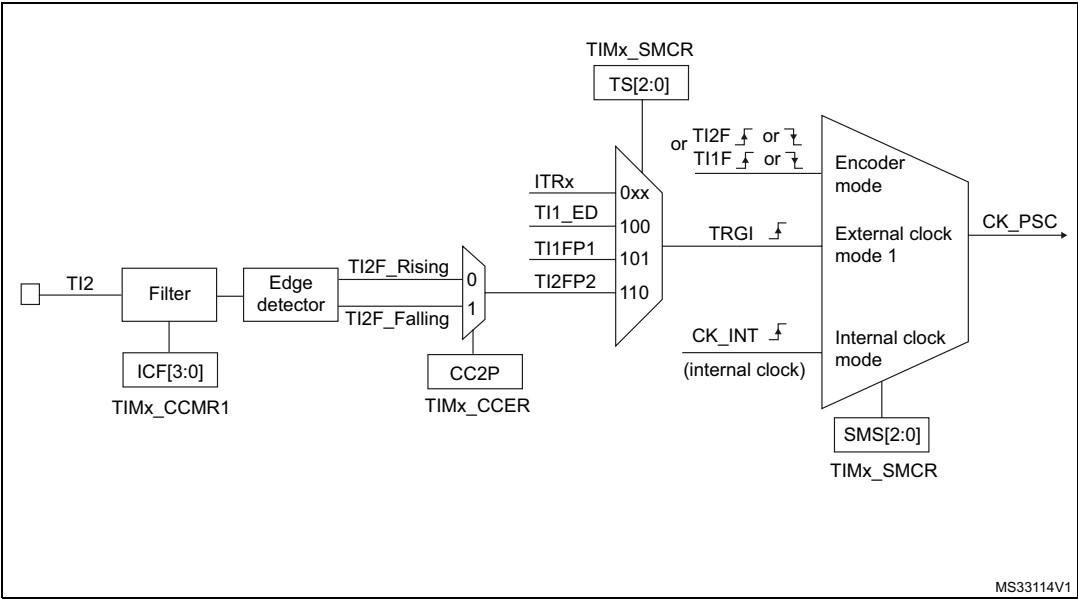 TIMx_SMCR
TS[2:0]
or TI2F or
TI1F or
Encoder
mode
ITRx
0xx
TI1_ED
100
TRGI
External clock
mode 1
CK_PSC
TI1FP1
101
TI2F_Rising
TI2FP2
110
TI2
Filter
Edge
detector
0
1
TI2F_Falling
CK_INT
(internal clock)
Internal clock
mode
ICF[3:0]
TIMx_CCMR1
CC2P
TIMx_CCER
SMS[2:0]
TIMx_SMCR
MS33114V1